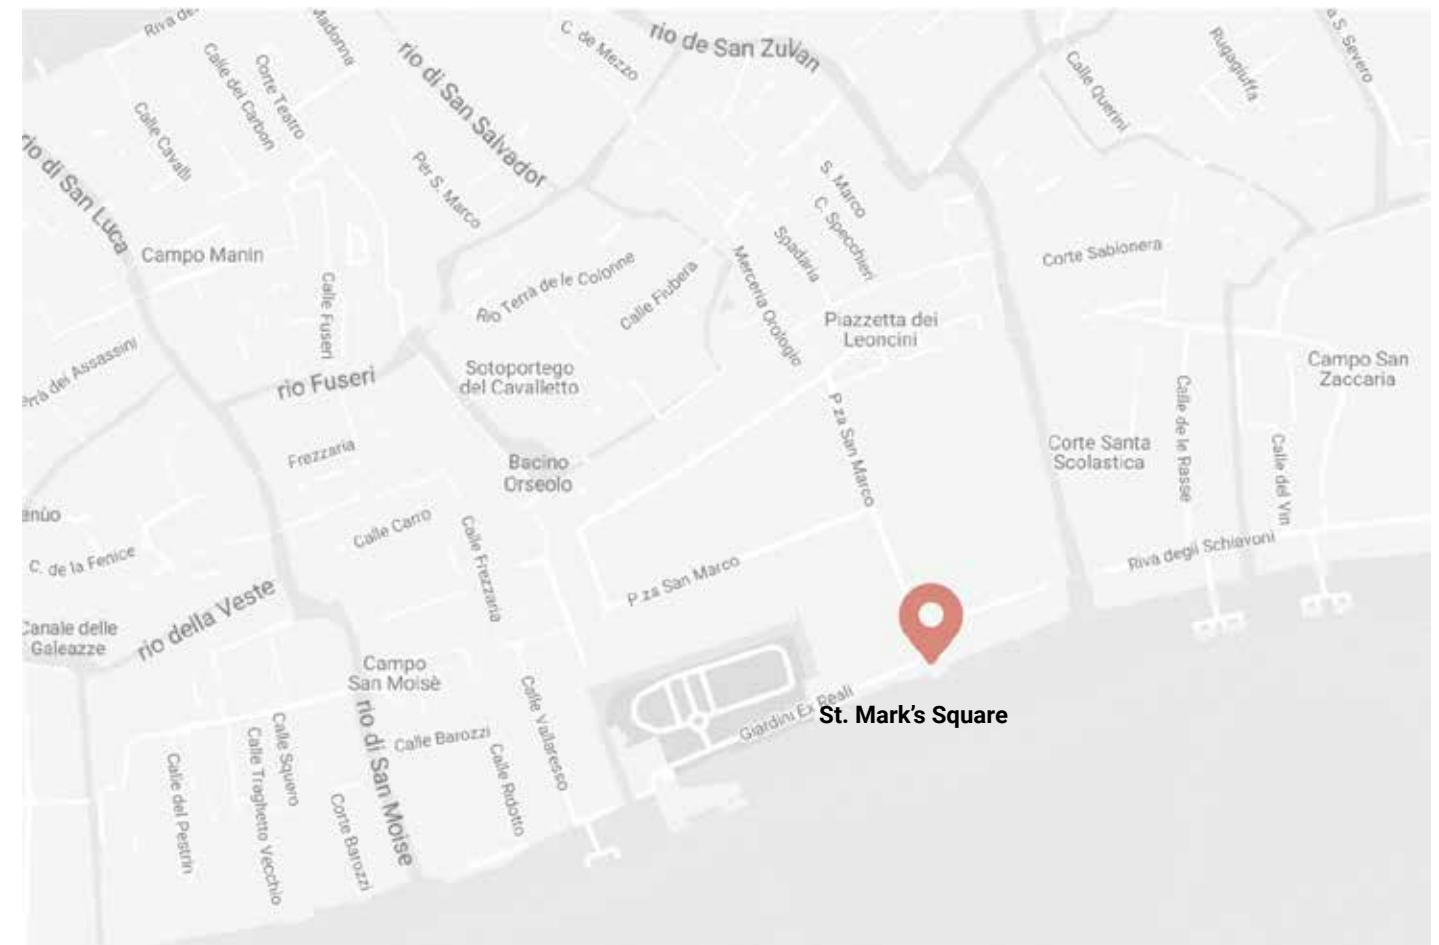 Riva de
Madonna
C. de Mezzo
rio de San ZuVan
a S. Severo
Rugagiuffa
Calle Querini
Corte Teatro
Calle del Carbon
Calle Cavalli
rio di San Salvador
Per S. Marco
rio di San Luca
Campo Manin
S. Marco
C. Specchieri
Spadaria
Merceria Orologio
Corte Sabionera
Rio Terrà de le Colonne
Calle Fiubera
Calle Fuseri
Piazzetta dei
Leoncini
rrà dei Assassini
rio Fuseri
Sotoportego
del Cavalletto
Campo San
Zaccaria
P.za San Marco
Calle de le Rasse
Corte Santa
Scolastica
Calle del Vin
Frezzaria
Bacino
Orseolo
enùo
Calle Carro
Calle Frezzaria
C. de la Fenice
P.za San Marco
Riva degli Schiavoni
rio della Veste
Canale delle
Galeazze
Campo
San Moisè
Calle Vallaresso
Giardini Ex Reali
St. Mark’s Square
rio di San Moise
Calle Barozzi
Calle Ridotto
Calle Squero
Calle Traghetto Vecchio
Calle del Pestrin
Corte Barozzi